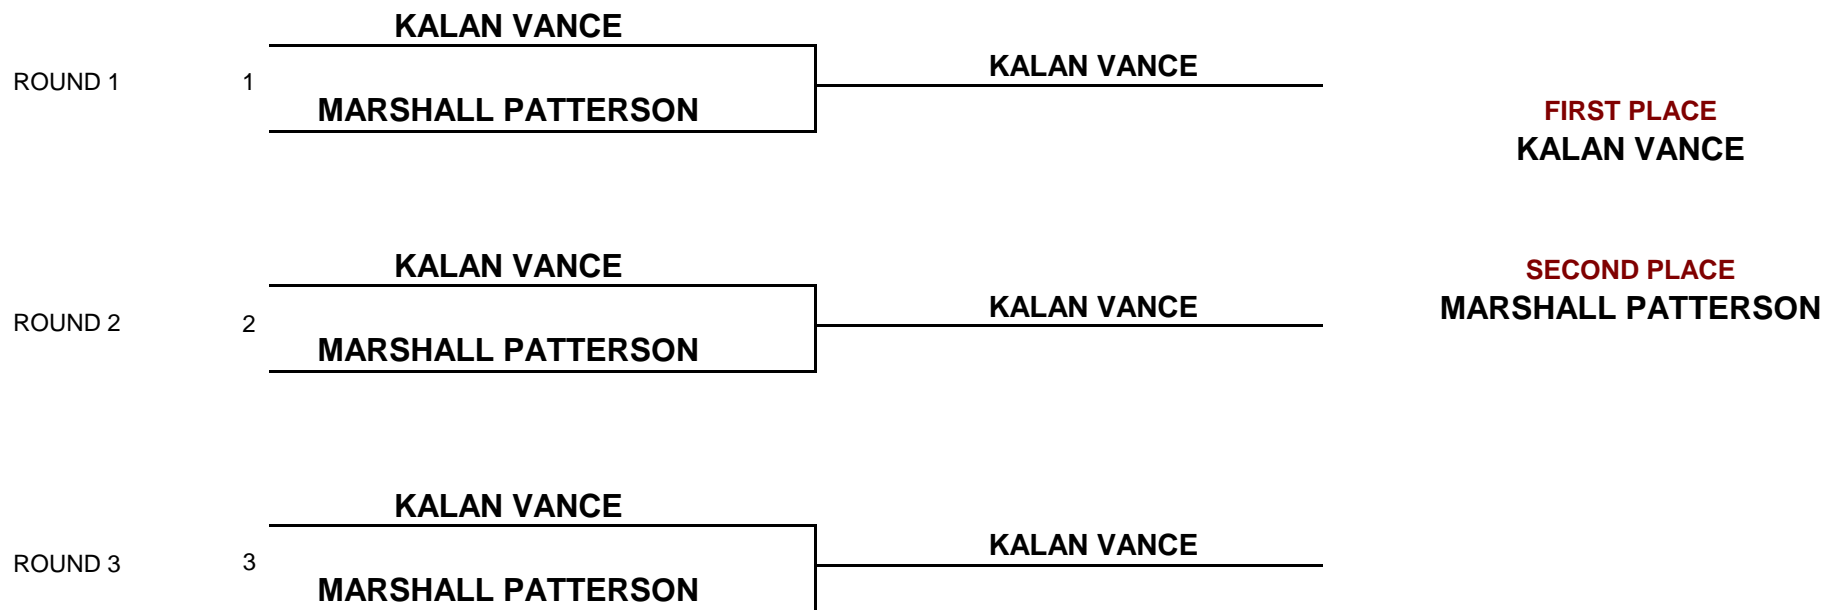 KALAN VANCE
KALAN VANCE
ROUND 1 1
MARSHALL PATTERSON
FIRST PLACE
KALAN VANCE
KALAN VANCE
SECOND PLACE
KALAN VANCE
MARSHALL PATTERSON
ROUND 2 2
MARSHALL PATTERSON
KALAN VANCE
KALAN VANCE
ROUND 3 3
MARSHALL PATTERSON